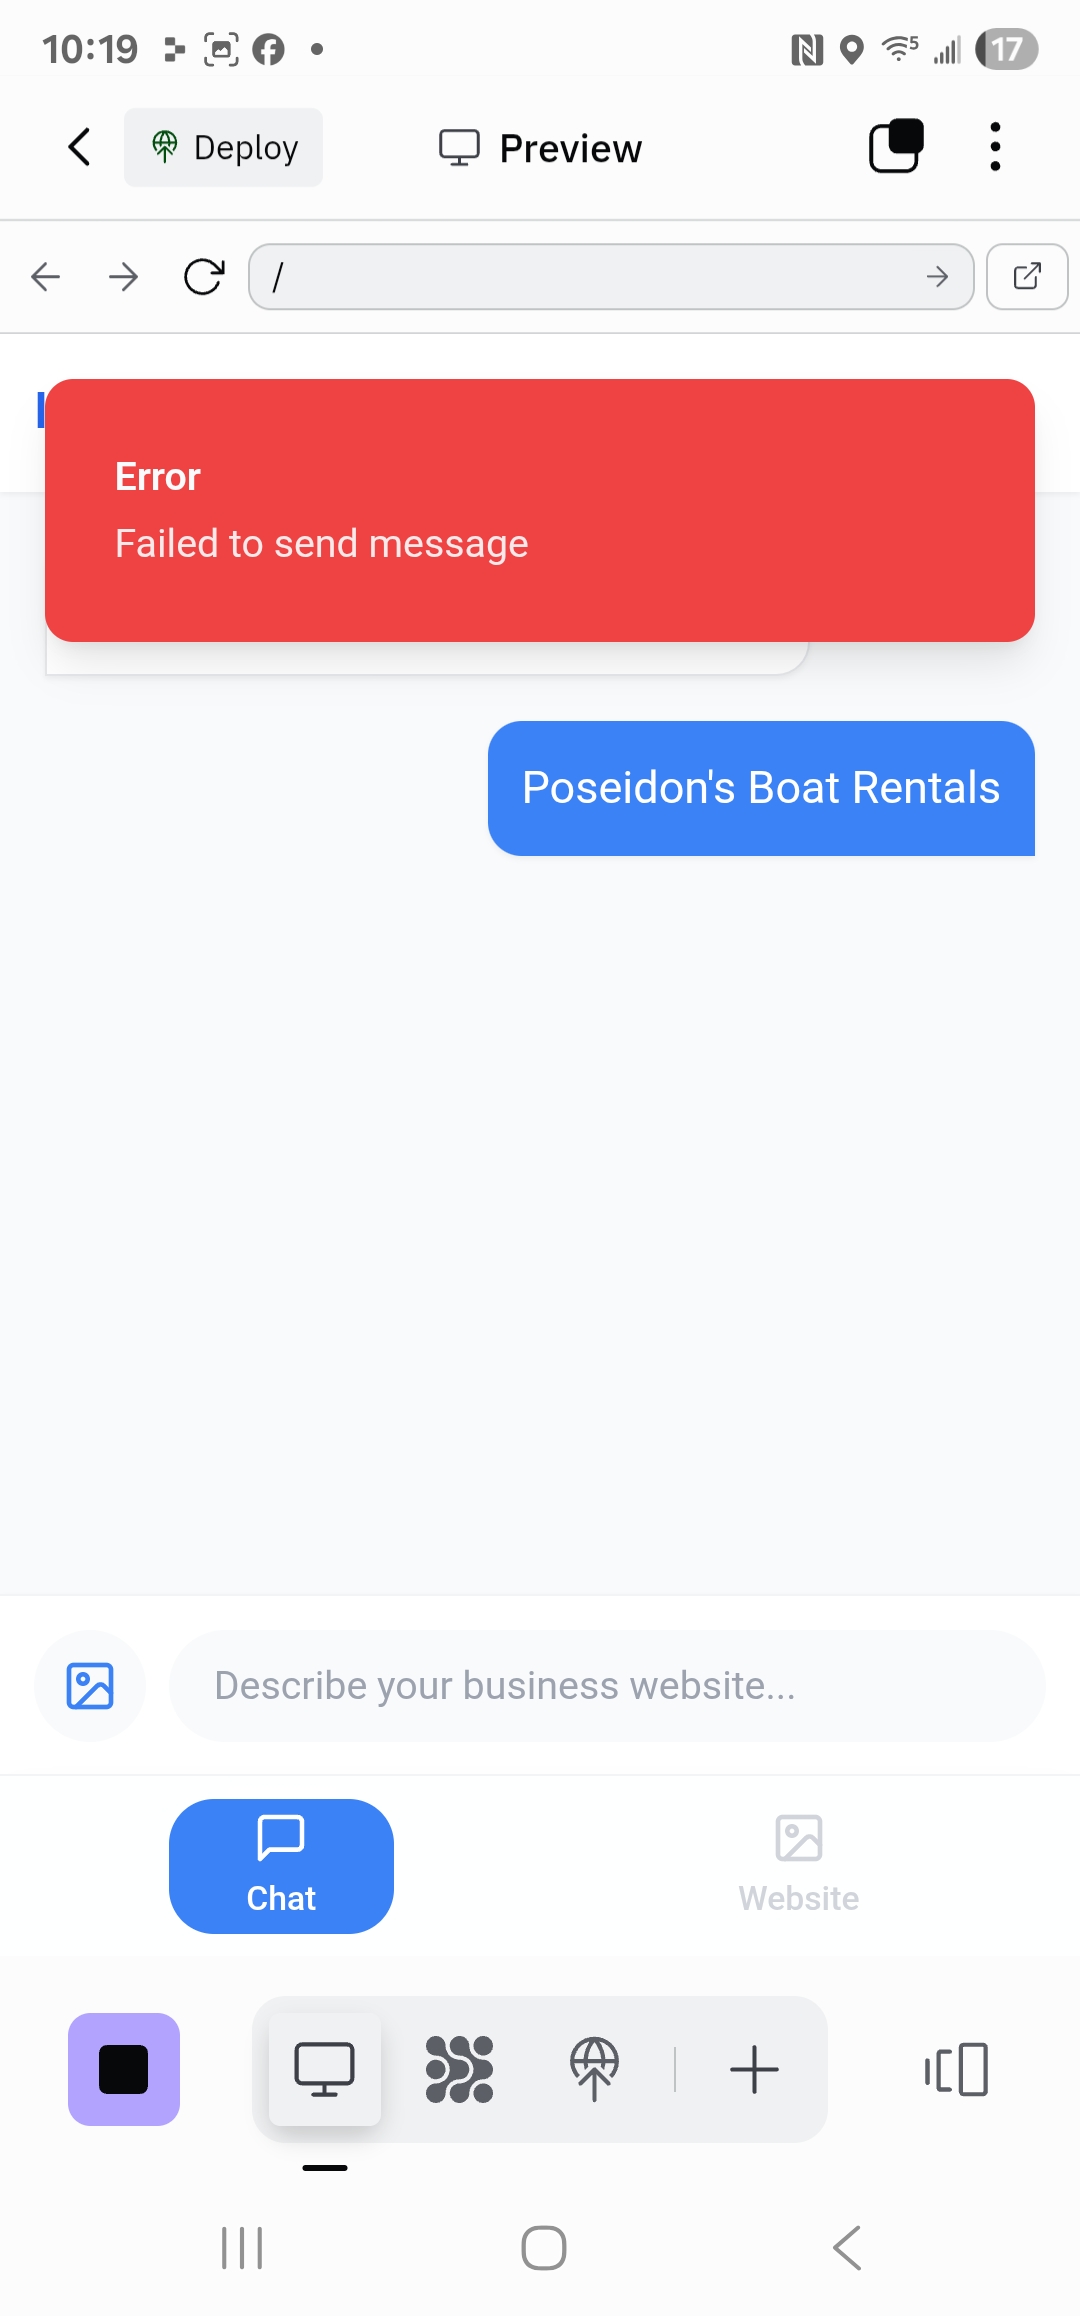 10:19
5
17
Deploy
Preview
/
Error
Failed to send message
Poseidon's Boat Rentals
Describe your business website...
Chat
Website